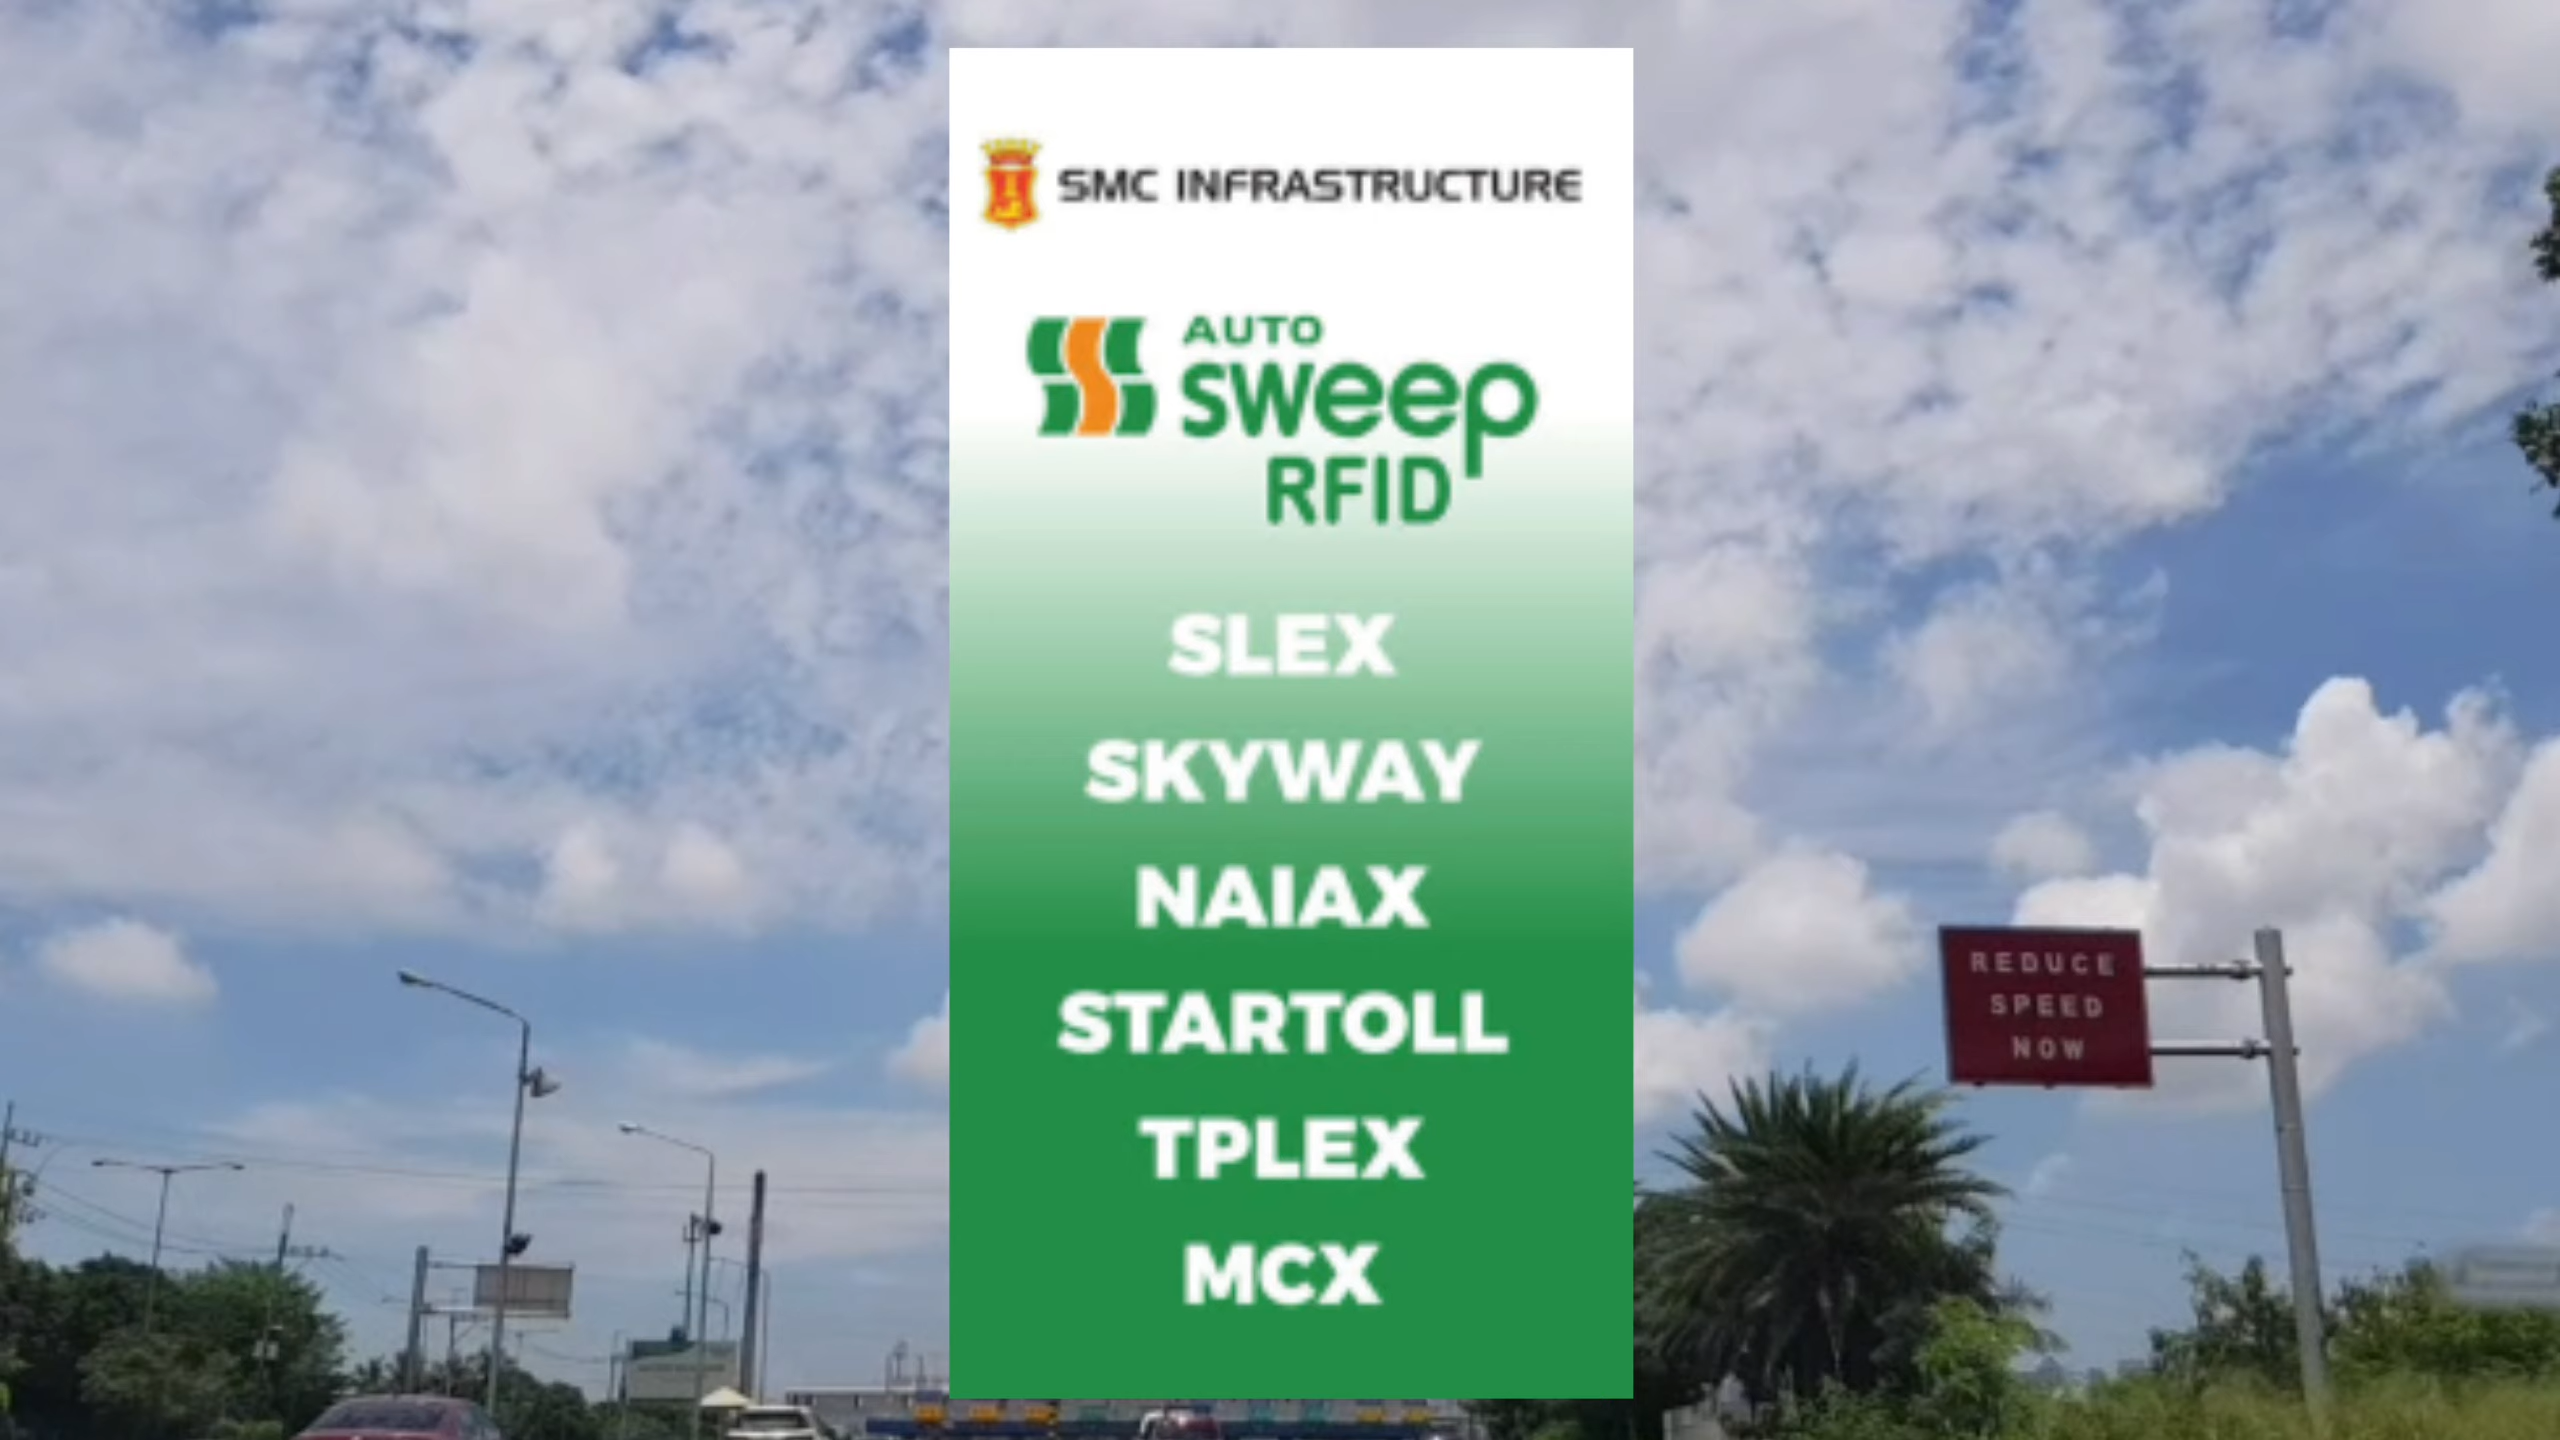 SMC INFRASTRUCTURE
AUTO
sweep
RFID
SLEX
SKYWAY
NAIAX
STARTOLL
TPLEX
MCX
REDUCE
SPEED
NOW